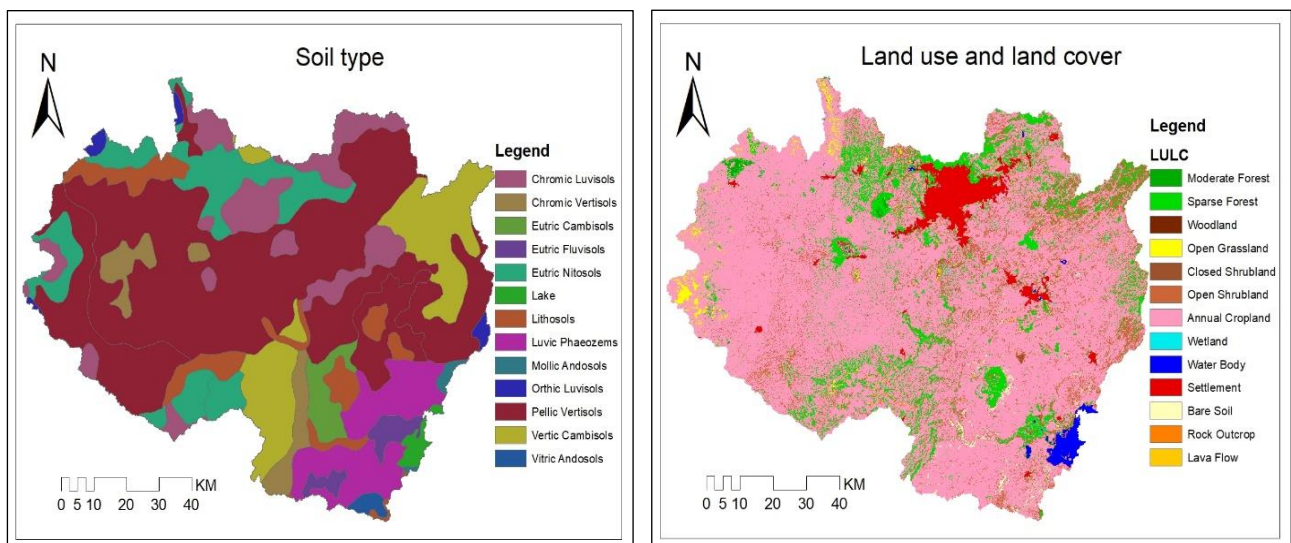 Soil type
N
Legend
Chromic Luvisols
Chromic Vertisols
Eutric Cambisols
Eutric Fluvisols
Eutric Nitosols
Lake
Lithosols
Luvic Phaeozems
Mollic Andosols
Orthic Luvisols
Pellic Vertisols
Vertic Cambisols
Vitric Andosols
KM
0 5 10 20 30 40
Land use and land cover
N
Legend
LULC
Moderate Forest
Sparse Forest
Woodland
Open Grassland
Closed Shrubland
Open Shrubland
Annual Cropland
Wetland
Water Body
Settlement
Bare Soil
Rock Outcrop
Lava Flow
KM
0 5 10 20 30 40